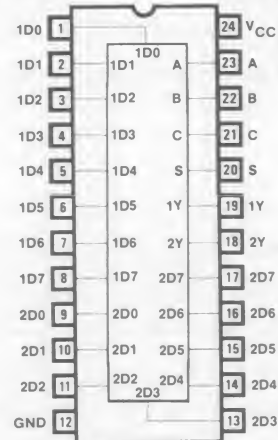 1D0 1 24 VCC
1D0
1D1 2 1D1 A 23 A
1D2 3 1D2 B 22 B
1D3 4 1D3 C 21 C
1D4 5 1D4 S 20 S
1D5 6 1D5 1Y 19 1Y
1D6 7 1D6 2Y 18 2Y
1D7 8 1D7 2D7 17 2D7
2D0 9 2D0 2D6 16 2D6
2D1 10 2D1 2D5 15 2D5
2D2 11 2D2 2D4 14 2D4
2D3
GND 12 13 2D3